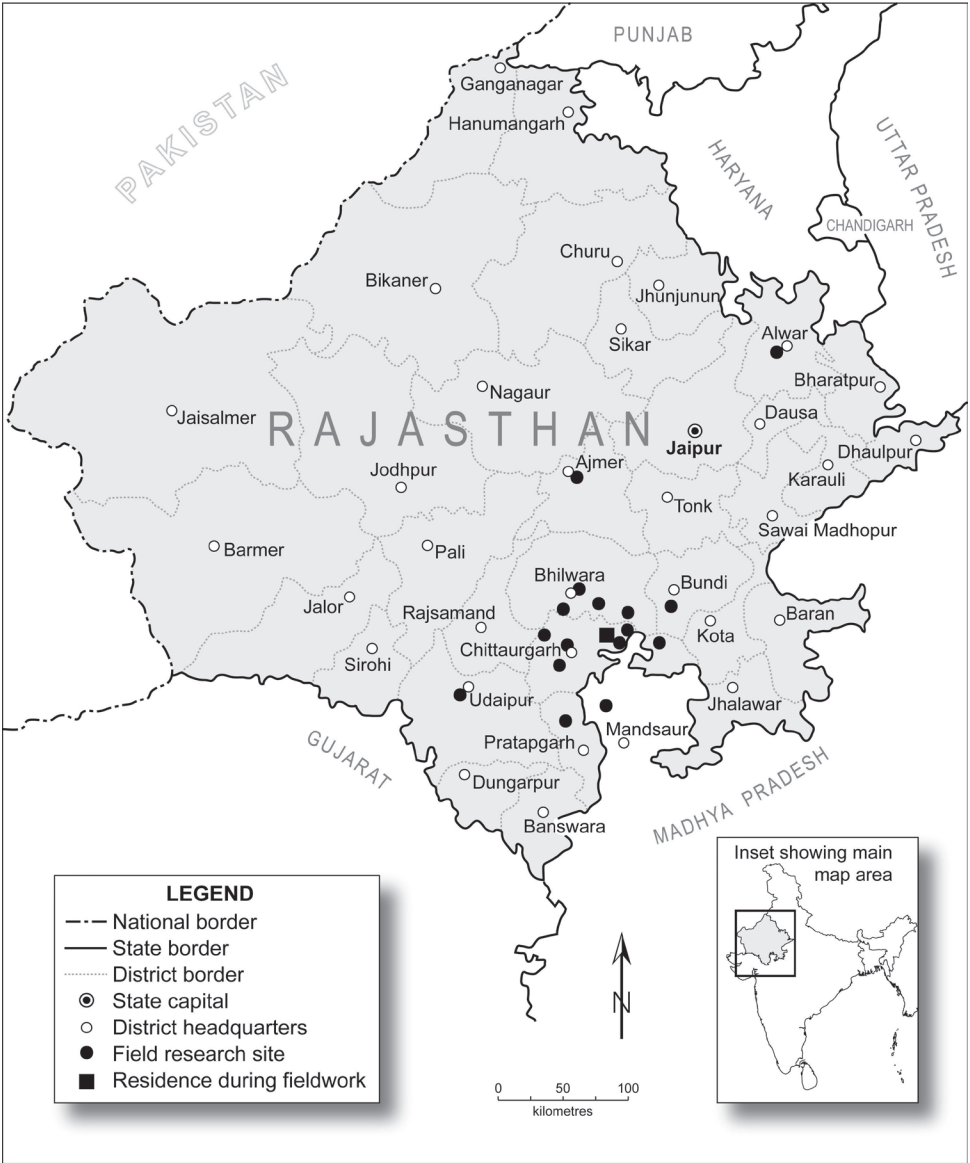 PUNJAB
PAKISTAN
Ganganagar
Hanumangarh
HARYANA
UTTAR PRADESH
CHANDIGARH
Churu
Bikaner
Jhunjunun
Sikar
Alwar
Bharatpur
Nagaur
Jaisalmer
Dausa
RAJASTHAN
Jaipur
Dhaulpur
Ajmer
Jodhpur
Karauli
Tonk
Sawai Madhopur
Barmer
Pali
Bhilwara
Bundi
Jalor
Rajsamand
Baran
Kota
Chittaurgarh
Sirohi
Udaipur
Jhalawar
Mandsaur
Pratapgarh
GUJARAT
Dungarpur
MADHYA PRADESH
Banswara
LEGEND
National border
State border
District border
State capital
District headquarters
Field research site
Residence during fieldwork
N
0 50 100
kilometres
Inset showing main
map area